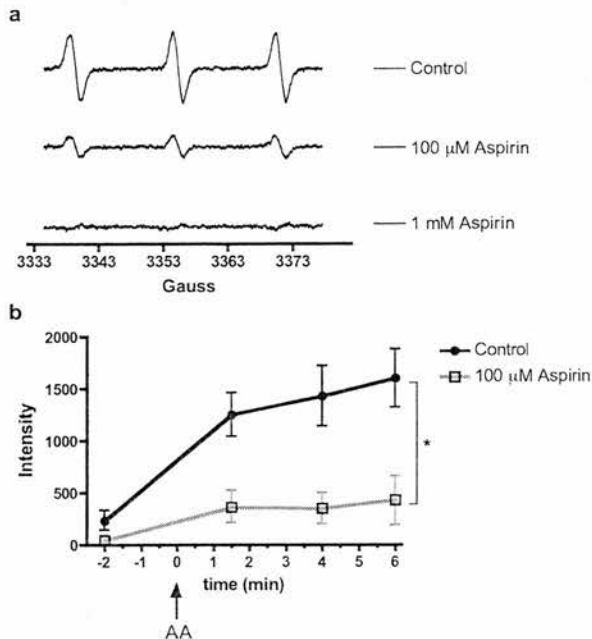 a
Control
100 μM Aspirin
1 mM Aspirin
3333 3343 3353 3363 3373
Gauss
b
2000
1500
1000
500
0
Intensity
-2 -1 0 1 2 3 4 5 6
time (min)
AA
Control
100 μM Aspirin
*